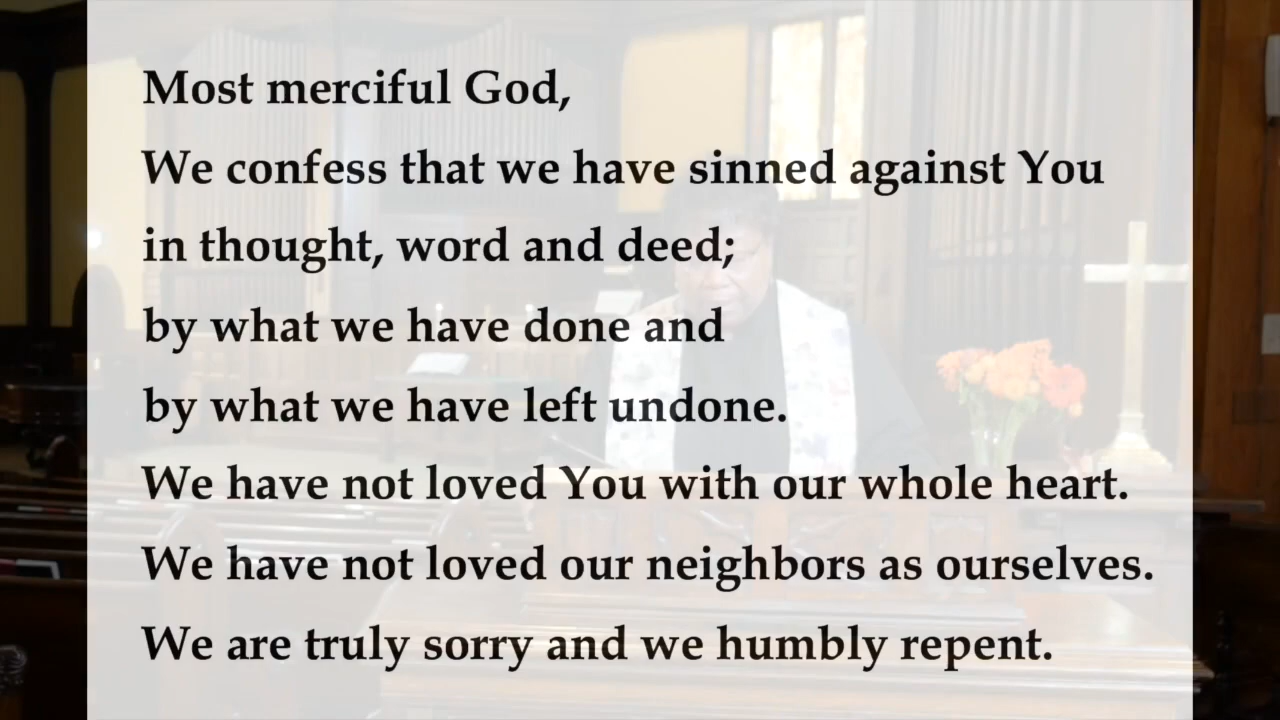 Most merciful God,
We confess that we have sinned against You
in thought, word and deed;
by what we have done and
by what we have left undone.
We have not loved You with our whole heart.
We have not loved our neighbors as ourselves.
We are truly sorry and we humbly repent.